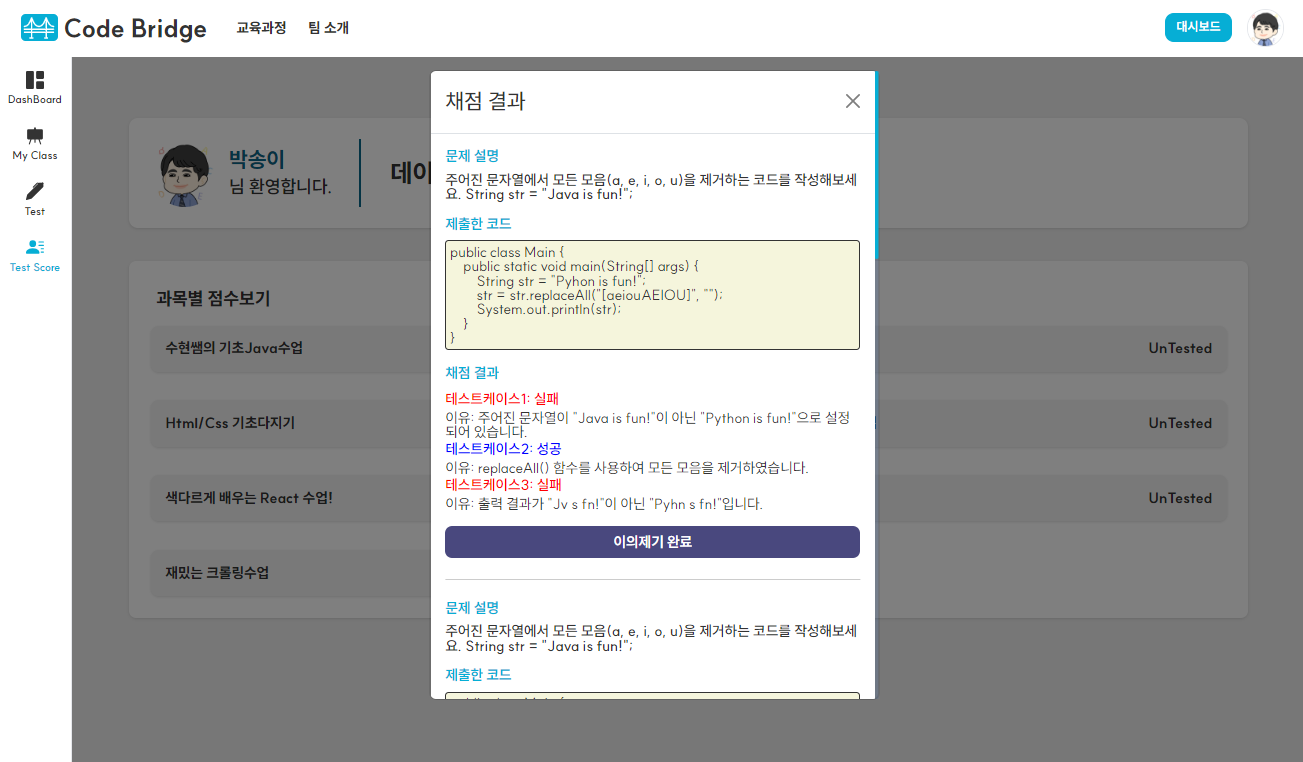 Code Bridge
교육과정
팀 소개
대시보드
DashBoard
My Class
Test
Test Score
박송이
님 환영합니다.
데이
과목별 점수보기
수현쌤의 기초Java수업
UnTested
Html/Css 기초다지기
UnTested
색다르게 배우는 React 수업!
UnTested
재밌는 크롤링수업
채점 결과
문제 설명
주어진 문자열에서 모든 모음(a, e, i, o, u)을 제거하는 코드를 작성해보세
요. String str = "Java is fun!";
제출한 코드
public class Main {
public static void main(String[] args) {
String str = "Pyhon is fun!";
str = str.replaceAll("[aeiouAEIOU]", "");
System.out.println(str);
}
}
채점 결과
테스트케이스1: 실패
이유: 주어진 문자열이 "Java is fun!"이 아닌 "Python is fun!"으로 설정
되어 있습니다.
테스트케이스2: 성공
이유: replaceAll() 함수를 사용하여 모든 모음을 제거하였습니다.
테스트케이스3: 실패
이유: 출력 결과가 "Jv s fn!"이 아닌 "Pyhn s fn!"입니다.
이의제기 완료
문제 설명
주어진 문자열에서 모든 모음(a, e, i, o, u)을 제거하는 코드를 작성해보세
요. String str = "Java is fun!";
제출한 코드